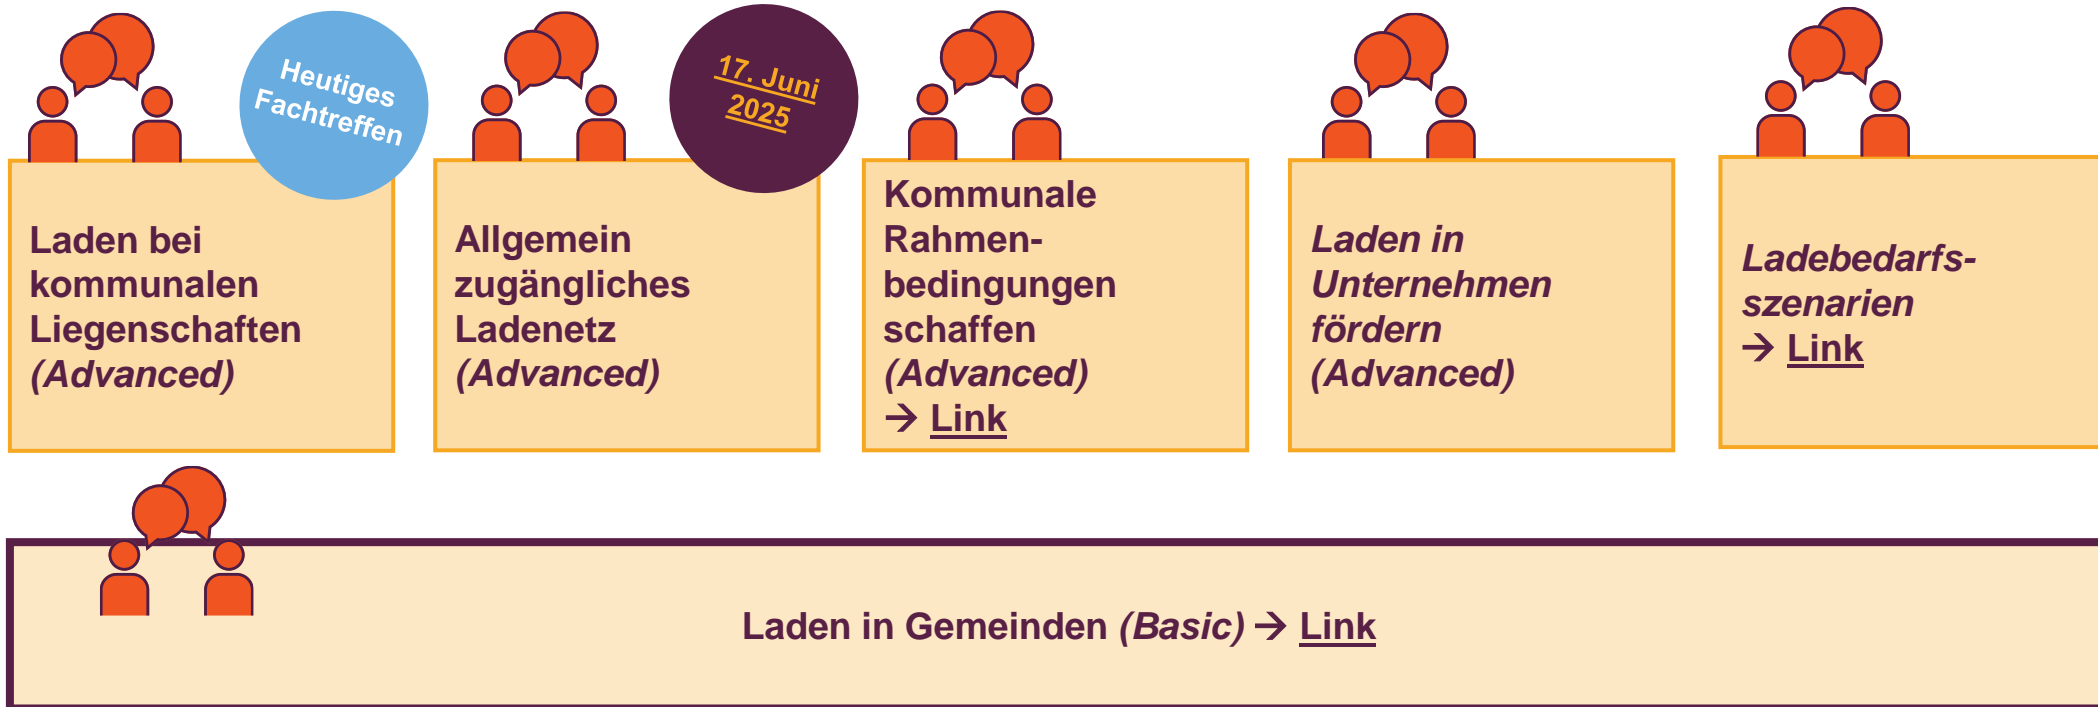 Heutiges
Fachtreffen
17. Juni
2025
Laden bei
kommunalen
Liegenschaften
(Advanced)
Allgemein
zugängliches
Ladenetz
(Advanced)
Kommunale
Rahmen-
bedingungen
schaffen
(Advanced)
→ Link
Laden in
Unternehmen
fördern
(Advanced)
Ladebedarfs-
szenarien
→ Link
Laden in Gemeinden (Basic) → Link